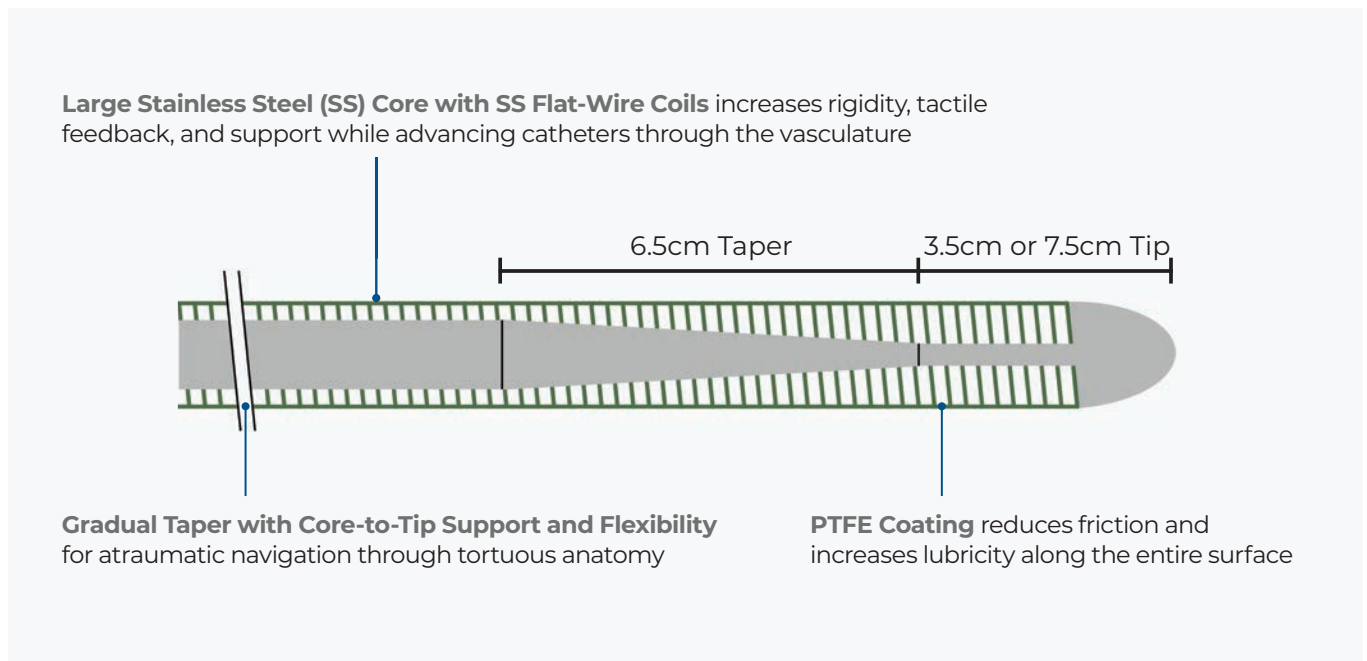 Large Stainless Steel (SS) Core with SS Flat-Wire Coils increases rigidity, tactile
feedback, and support while advancing catheters through the vasculature
6.5cm Taper
3.5cm or 7.5cm Tip
Gradual Taper with Core-to-Tip Support and Flexibility
for atraumatic navigation through tortuous anatomy
PTFE Coating reduces friction and
increases lubricity along the entire surface